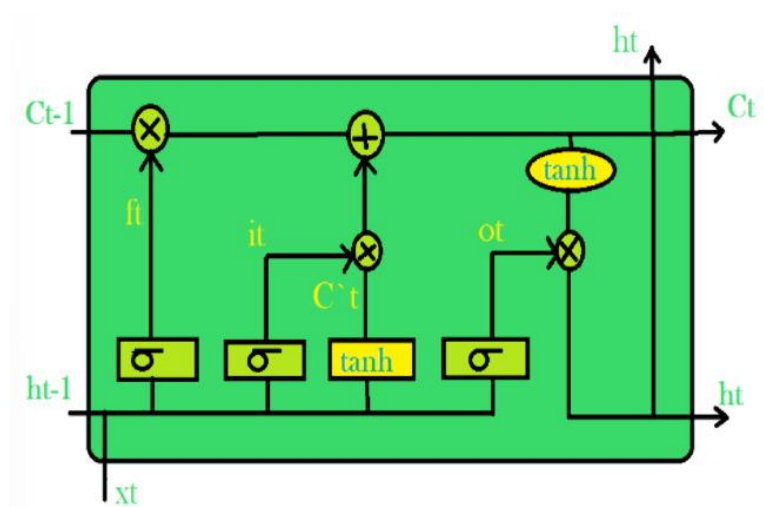 ht
Ct-1
×
+
Ct
tanh
ft
it
ot
×
×
C`t
σ
σ
tanh
σ
ht-1
ht
xt